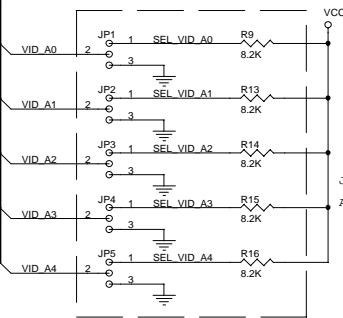 VCC
JP1
1 SEL_VID_A0 R9
VID_A0 2
3 8.2K
JP2
1 SEL_VID_A1 R13
VID_A1 2
3 8.2K
JP3
1 SEL_VID_A2 R14
VID_A2 2
3 8.2K
J
A
JP4
1 SEL_VID_A3 R15
VID_A3 2
3 8.2K
JP5
1 SEL_VID_A4 R16
VID_A4 2
3 8.2K